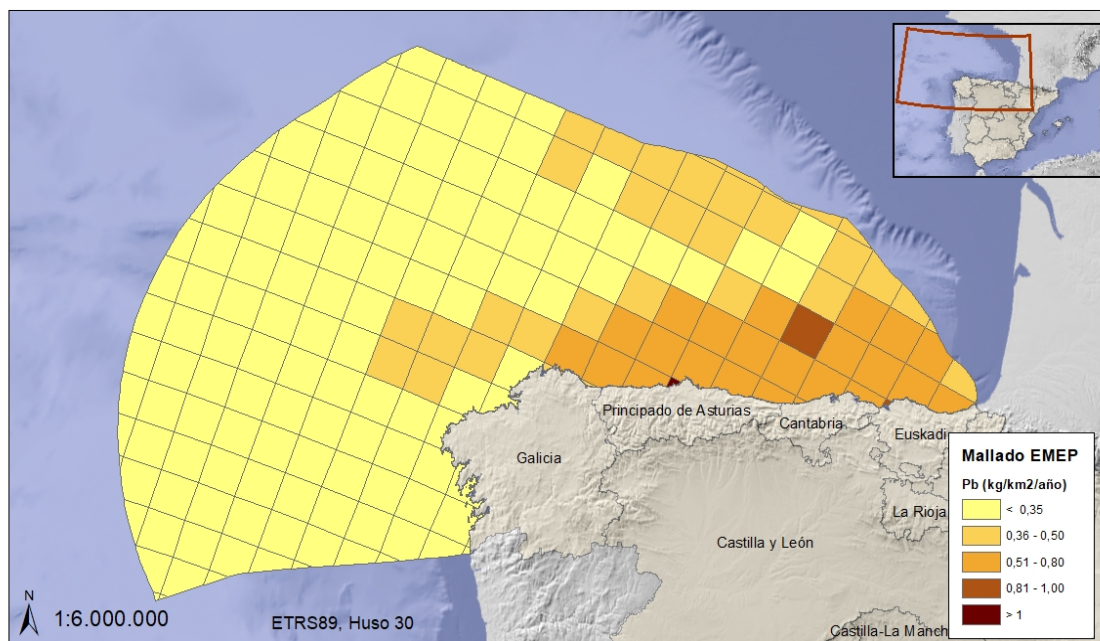 Principado de Asturias
Cantabria
Euskadi
Galicia
La Rioja
Castilla y León
Castilla-La Manch
Mallado EMEP
Pb (kg/km2/año)
< 0,35
0,36 - 0,50
0,51 - 0,80
0,81 - 1,00
> 1
N
1:6.000.000
ETRS89, Huso 30